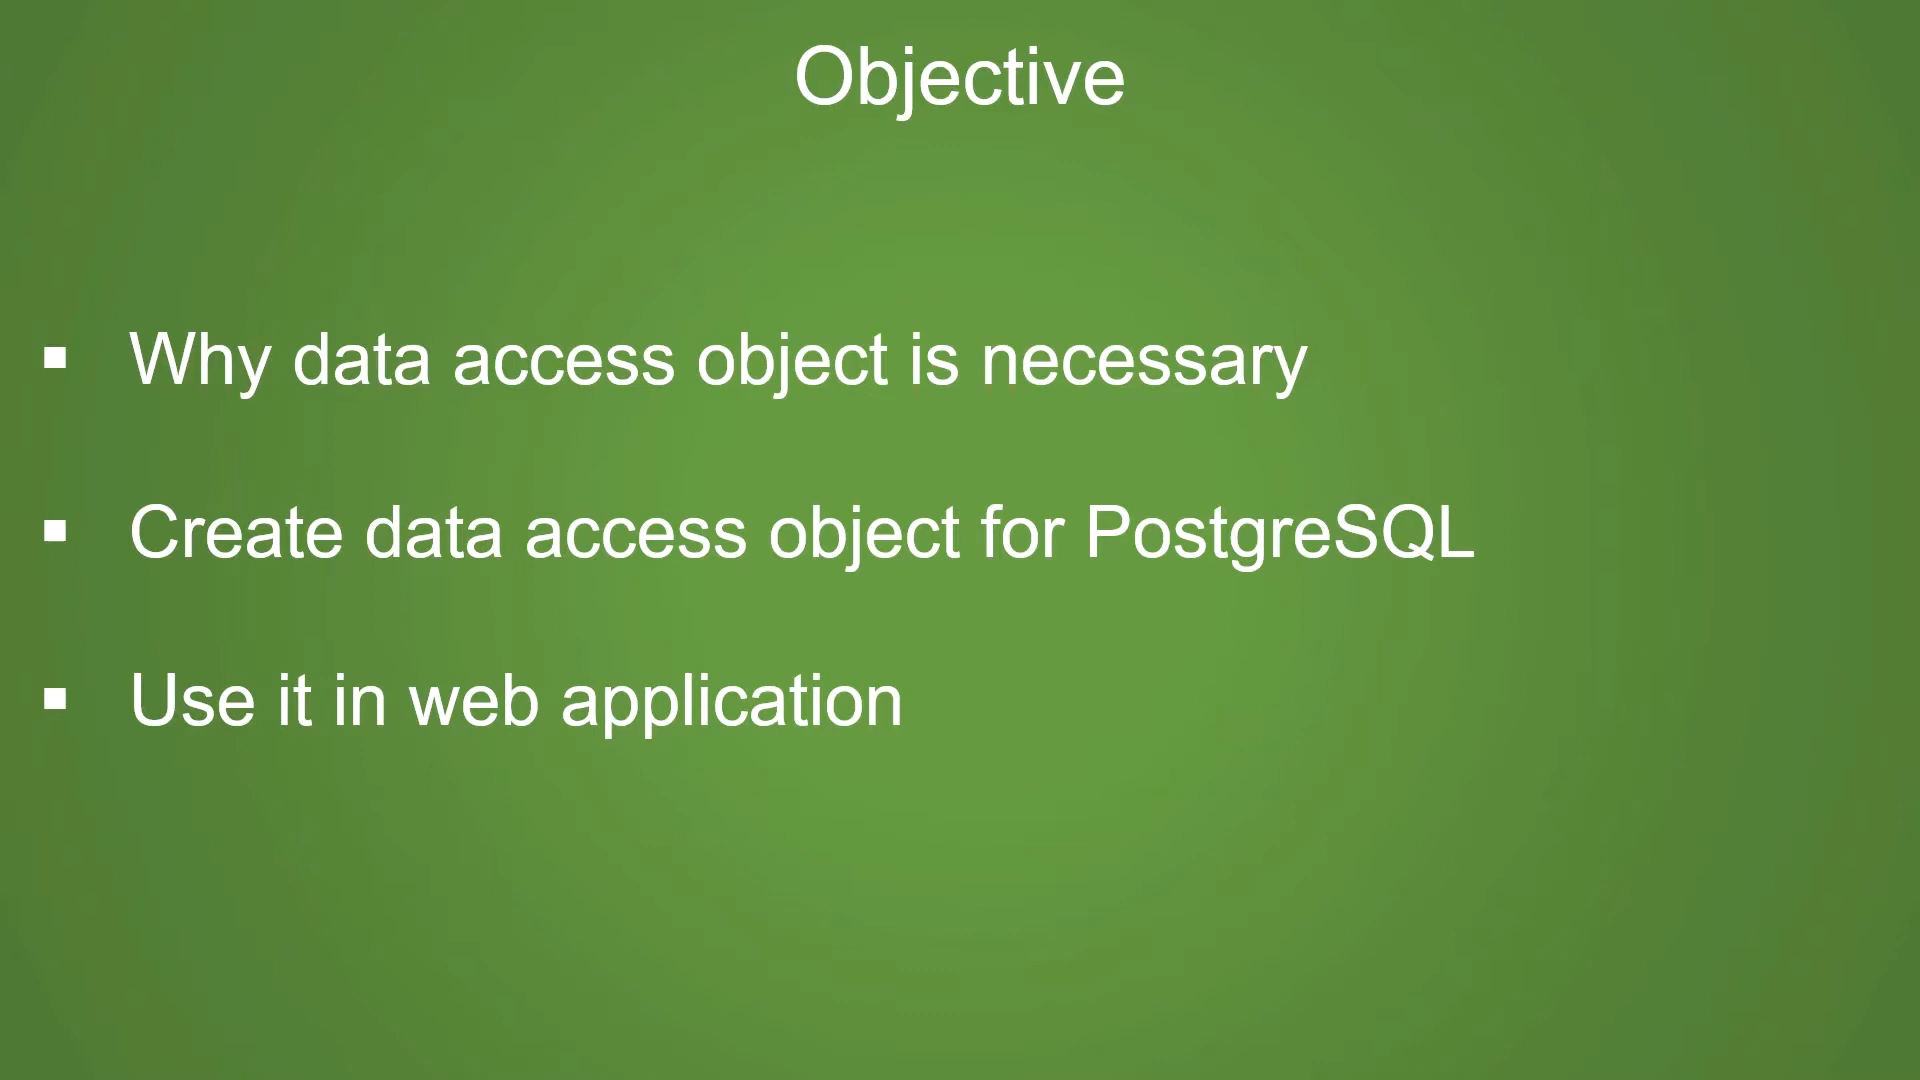 Objective
▪ Why data access object is necessary
▪ Create data access object for PostgreSQL
▪ Use it in web application